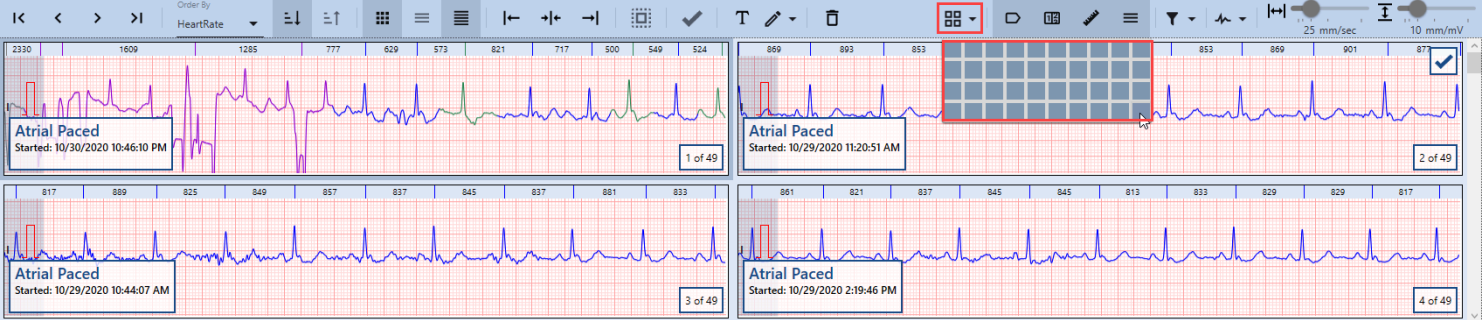 Order By
HeartRate
T
25 mm/sec
10 mm/mV
2330 1609 1285 777 629 573 821 717 500 549 524
I
Atrial Paced
Started: 10/30/2020 10:46:10 PM
1 of 49
869 893 853 853 869 901 877
Atrial Paced
Started: 10/29/2020 11:20:51 AM
2 of 49
817 889 825 849 857 837 845 837 881 833
I
Atrial Paced
Started: 10/29/2020 10:44:07 AM
3 of 49
861 821 837 845 845 813 833 829 829 817
I
Atrial Paced
Started: 10/29/2020 2:19:46 PM
4 of 49